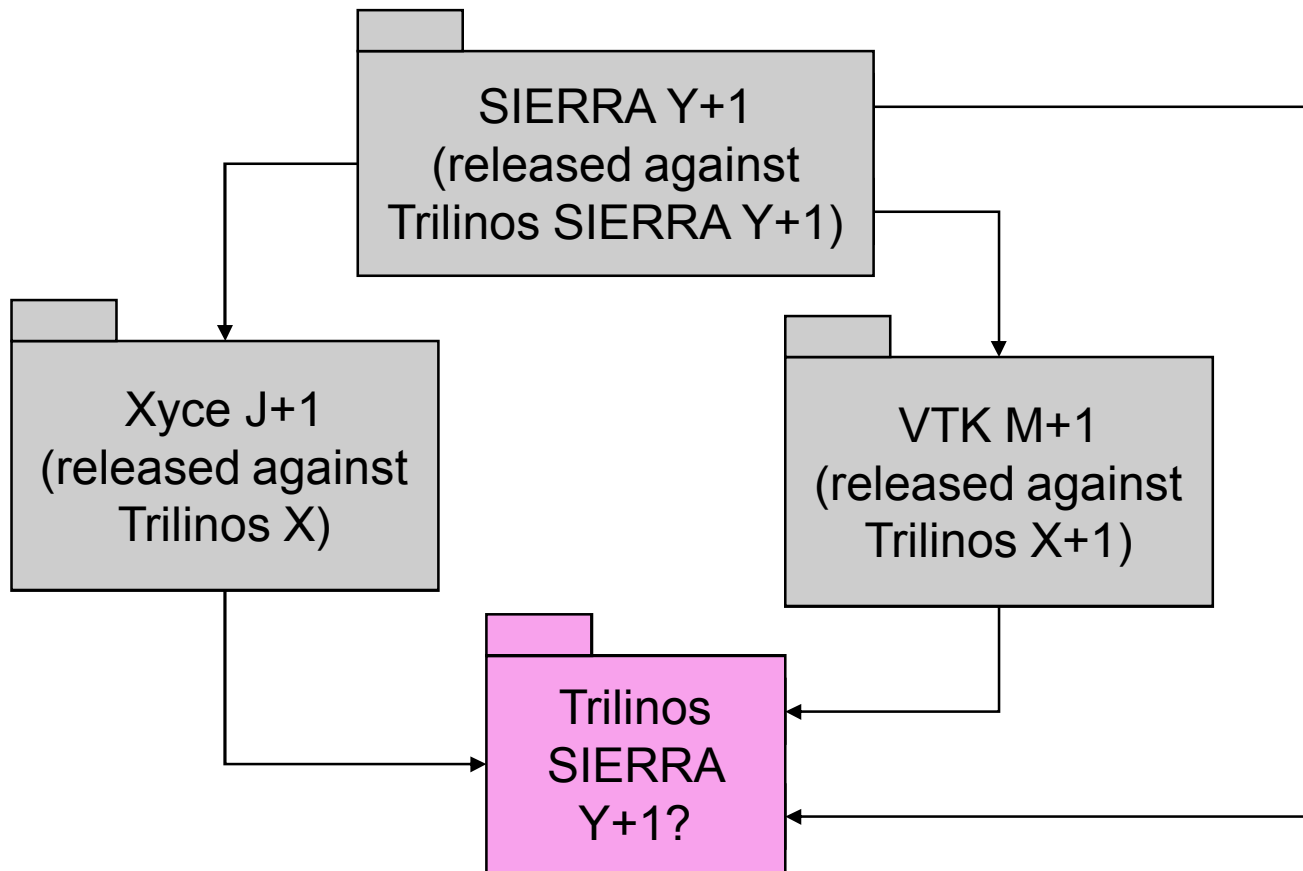 SIERRA Y+1
(released against
Trilinos SIERRA Y+1)
Xyce J+1
(released against
Trilinos X)
VTK M+1
(released against
Trilinos X+1)
Trilinos
SIERRA
Y+1?